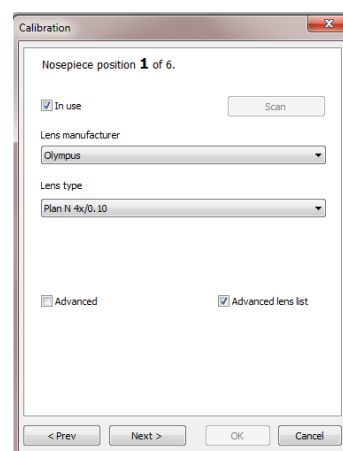 Calibration
Nosepiece position 1 of 6.
In use
Scan
Lens manufacturer
Olympus
Lens type
Plan N 4x/0.10
Advanced
Advanced lens list
< Prev
Next >
OK
Cancel